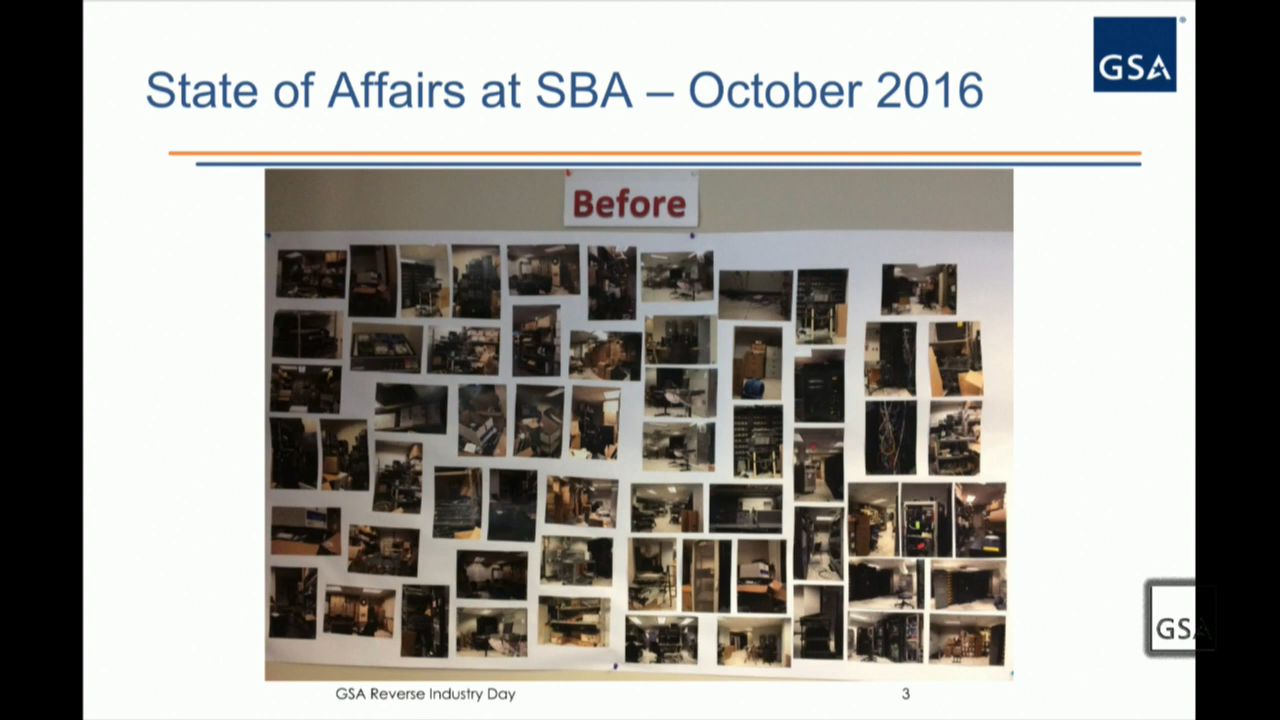 GSA
®
State of Affairs at SBA – October 2016
Before
GSA
GSA Reverse Industry Day
3